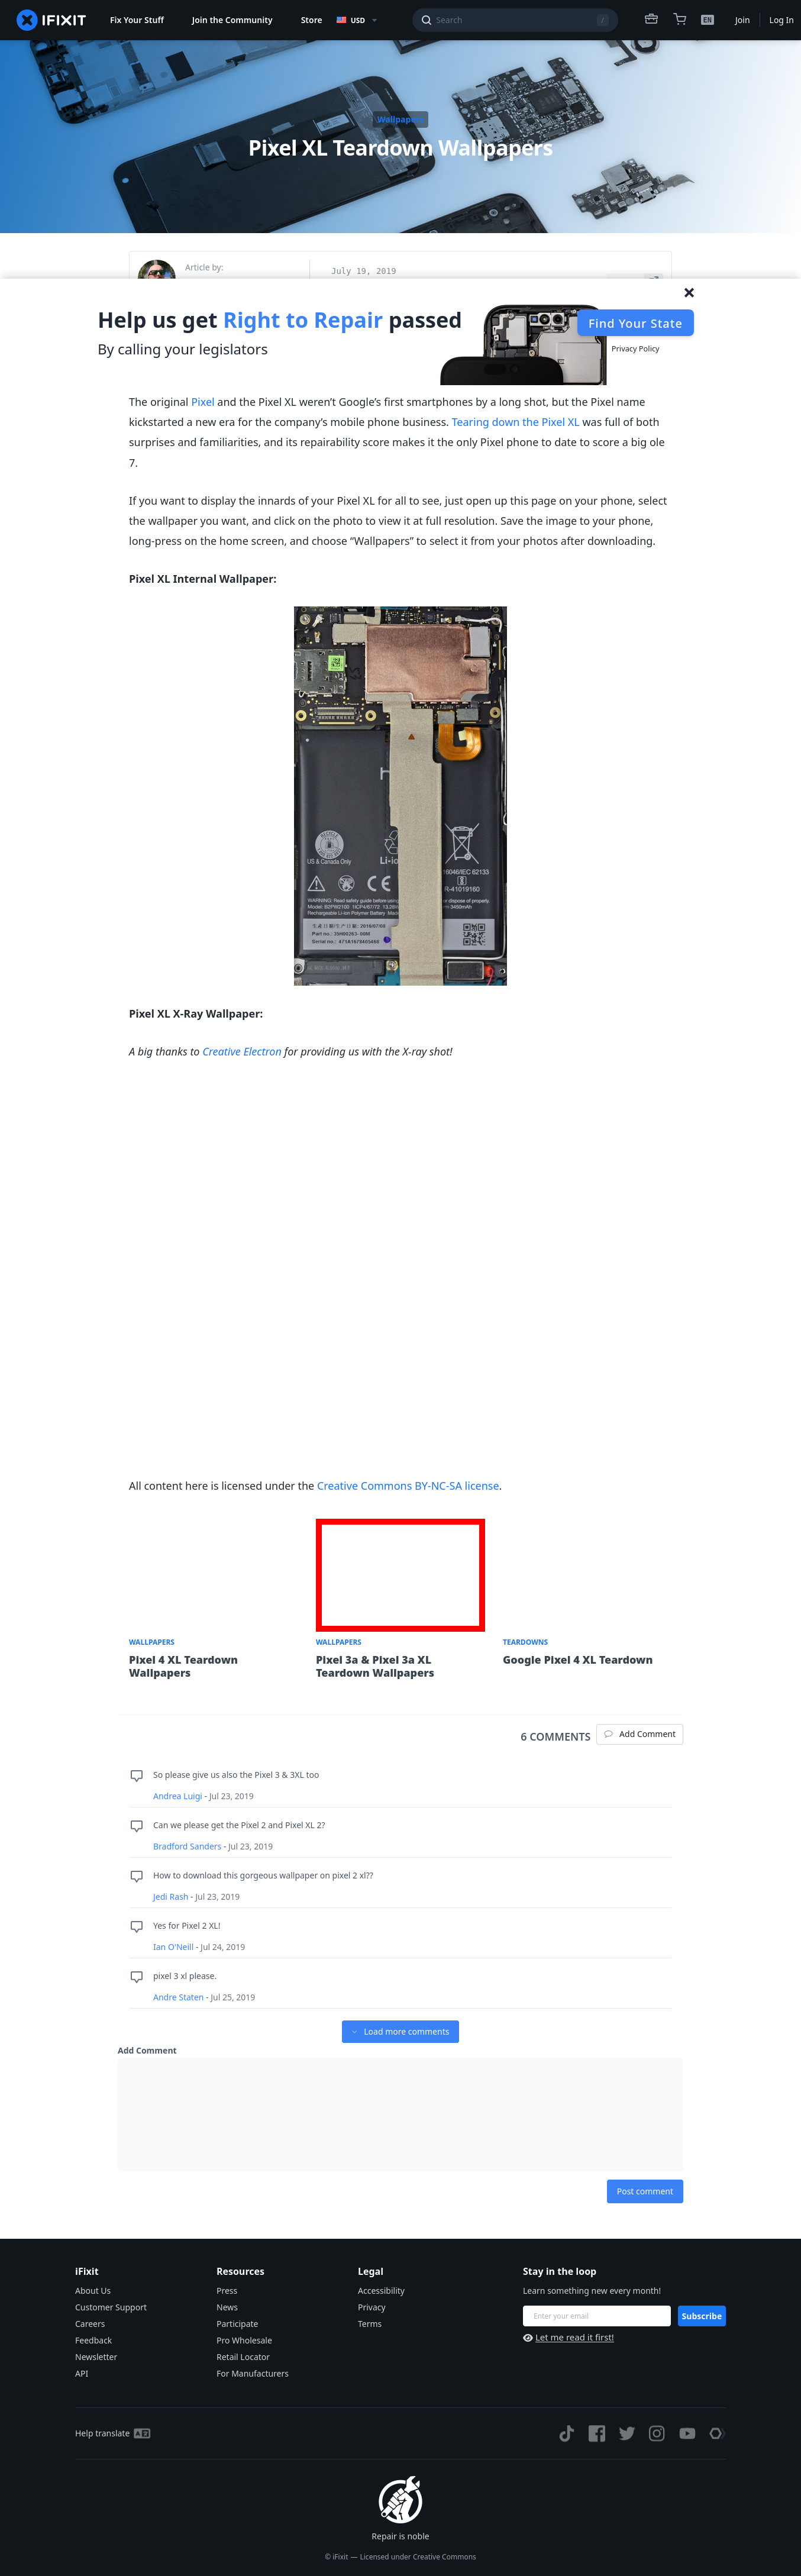 IFIXIT
Fix Your Stuff
Join the Community
Store
USD
Search
/
EN
Join
Log In
Wallpapers
Pixel XL Teardown Wallpapers
Article by:
July 19, 2019
Help us get Right to Repair passed
By calling your legislators
Find Your State
Privacy Policy
The original Pixel and the Pixel XL weren’t Google’s first smartphones by a long shot, but the Pixel name
kickstarted a new era for the company’s mobile phone business. Tearing down the Pixel XL was full of both
surprises and familiarities, and its repairability score makes it the only Pixel phone to date to score a big ole
7.
If you want to display the innards of your Pixel XL for all to see, just open up this page on your phone, select
the wallpaper you want, and click on the photo to view it at full resolution. Save the image to your phone,
long-press on the home screen, and choose “Wallpapers” to select it from your photos after downloading.
Pixel XL Internal Wallpaper:
US & Canada Only
Li-ion
R-41019160
3450mAh
Pixel XL X-Ray Wallpaper:
A big thanks to Creative Electron for providing us with the X-ray shot!
All content here is licensed under the Creative Commons BY-NC-SA license.
WALLPAPERS
Pixel 4 XL Teardown
Wallpapers
WALLPAPERS
Pixel 3a & Pixel 3a XL
Teardown Wallpapers
TEARDOWNS
Google Pixel 4 XL Teardown
6 COMMENTS
Add Comment
So please give us also the Pixel 3 & 3XL too
Andrea Luigi - Jul 23, 2019
Can we please get the Pixel 2 and Pixel XL 2?
Bradford Sanders - Jul 23, 2019
How to download this gorgeous wallpaper on pixel 2 xl??
Jedi Rash - Jul 23, 2019
Yes for Pixel 2 XL!
Ian O'Neill - Jul 24, 2019
pixel 3 xl please.
Andre Staten - Jul 25, 2019
Load more comments
Add Comment
Post comment
iFixit
About Us
Customer Support
Careers
Feedback
Newsletter
API
Resources
Press
News
Participate
Pro Wholesale
Retail Locator
For Manufacturers
Legal
Accessibility
Privacy
Terms
Stay in the loop
Learn something new every month!
Enter your email
Subscribe
Let me read it first!
Help translate
Repair is noble
© iFixit — Licensed under Creative Commons